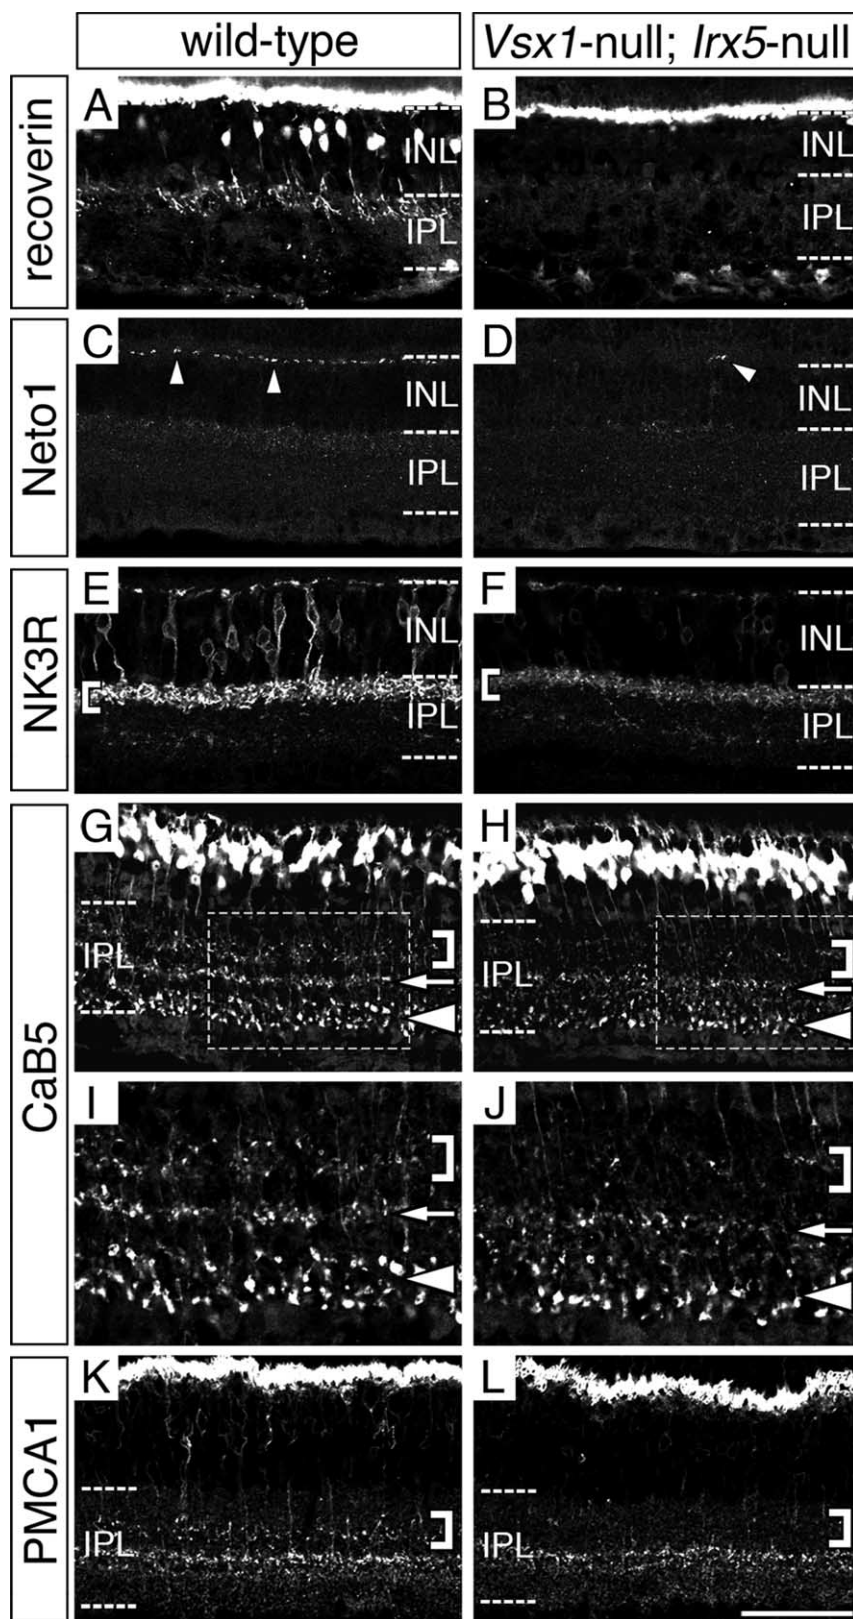 wild-type
Vsx1-null; Irx5-null
recoverin
A
INL
IPL
B
INL
IPL
Neto1
C
INL
IPL
D
INL
IPL
NK3R
E
INL
IPL
F
INL
IPL
CaB5
G
IPL
H
IPL
I
J
PMCA1
K
IPL
L
IPL